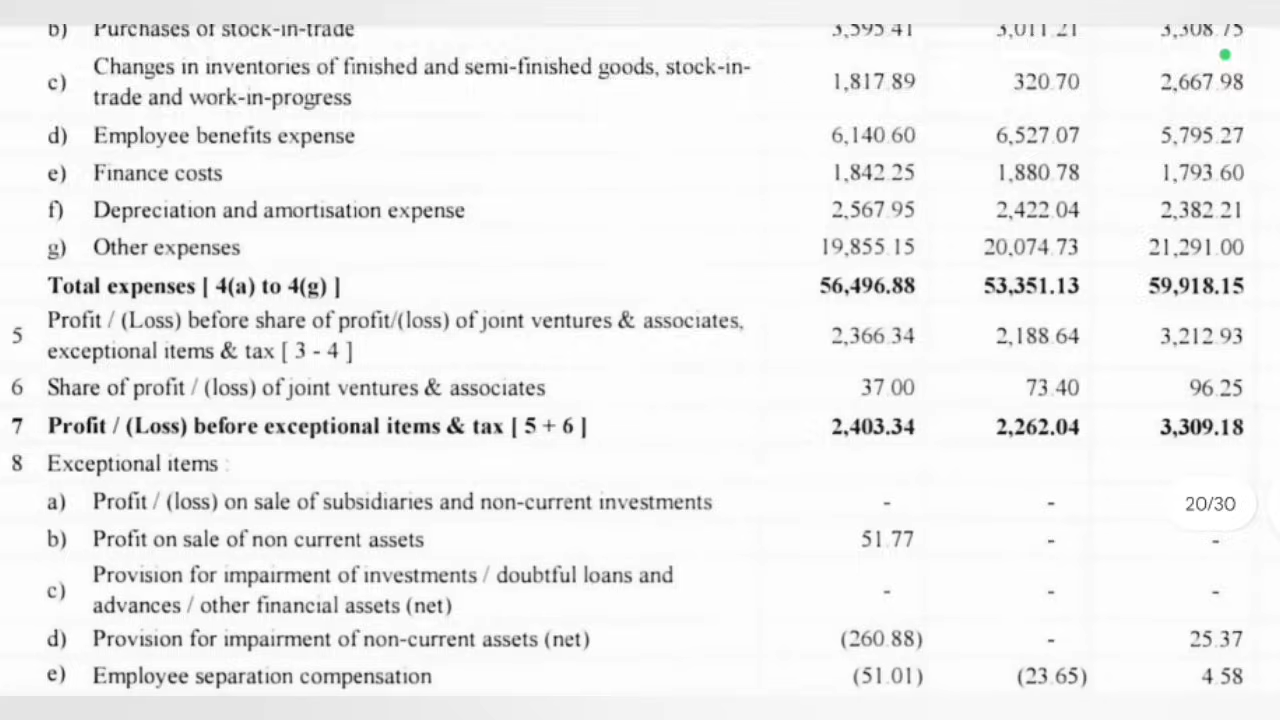 b) Purchases of stock-in-trade 3,595.41 3,011.21 3,308.75
c) Changes in inventories of finished and semi-finished goods, stock-in-
trade and work-in-progress 1,817.89 320.70 2,667.98
d) Employee benefits expense 6,140.60 6,527.07 5,795.27
e) Finance costs 1,842.25 1,880.78 1,793.60
f) Depreciation and amortisation expense 2,567.95 2,422.04 2,382.21
g) Other expenses 19,855.15 20,074.73 21,291.00
Total expenses [ 4(a) to 4(g) ] 56,496.88 53,351.13 59,918.15
5 Profit / (Loss) before share of profit/(loss) of joint ventures & associates,
exceptional items & tax [ 3 - 4 ] 2,366.34 2,188.64 3,212.93
6 Share of profit / (loss) of joint ventures & associates 37.00 73.40 96.25
7 Profit / (Loss) before exceptional items & tax [ 5 + 6 ] 2,403.34 2,262.04 3,309.18
8 Exceptional items :
a) Profit / (loss) on sale of subsidiaries and non-current investments - - 20/30
b) Profit on sale of non current assets 51.77 - -
c) Provision for impairment of investments / doubtful loans and
advances / other financial assets (net) - - -
d) Provision for impairment of non-current assets (net) (260.88) - 25.37
e) Employee separation compensation (51.01) (23.65) 4.58